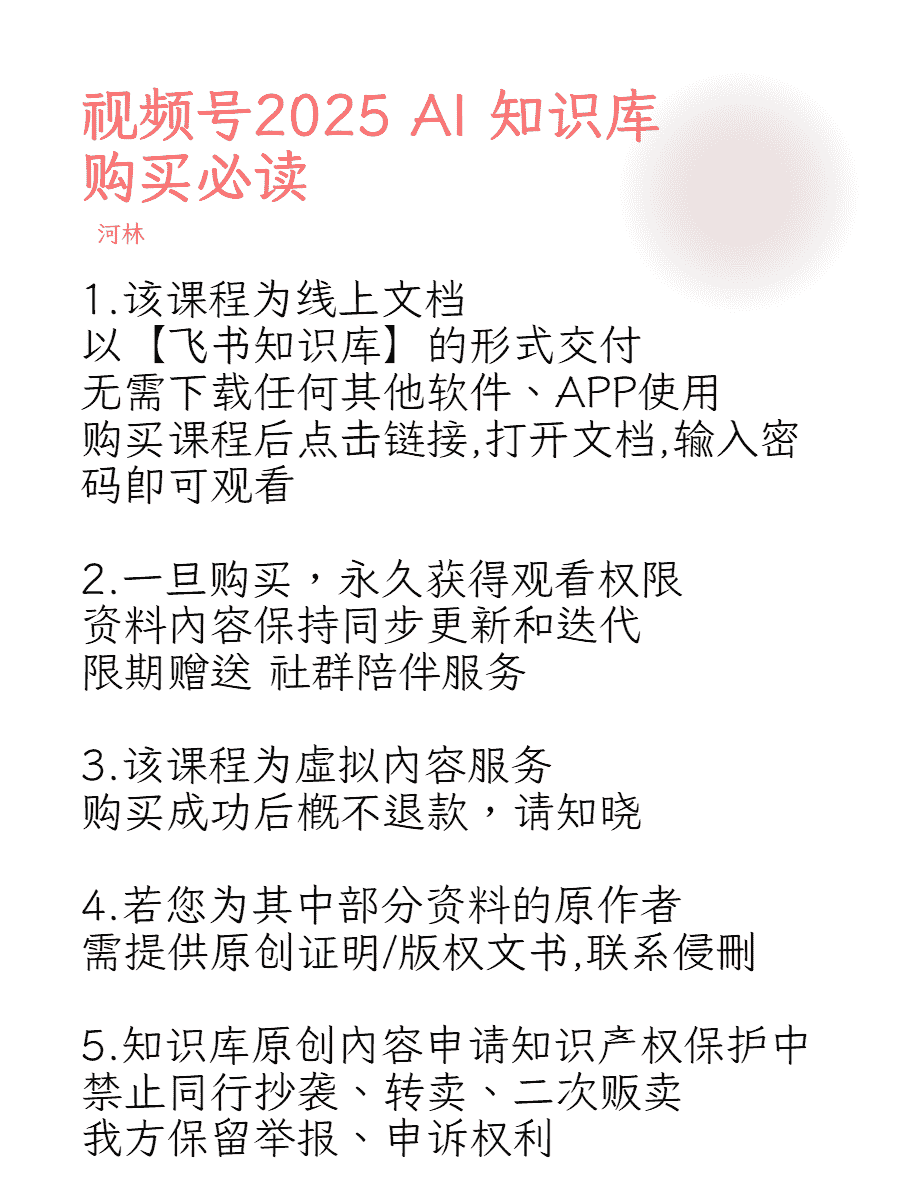 视频号2025 AI 知识库
购买必读
河林
1.该课程为线上文档
以【飞书知识库】的形式交付
无需下载任何其他软件、APP使用
购买课程后点击链接,打开文档,输入密
码即可观看
2.一旦购买，永久获得观看权限
资料内容保持同步更新和迭代
限期赠送 社群陪伴服务
3.该课程为虚拟内容服务
购买成功后概不退款，请知晓
4.若您为其中部分资料的原作者
需提供原创证明/版权文书,联系侵删
5.知识库原创内容申请知识产权保护中
禁止同行抄袭、转卖、二次贩卖
我方保留举报、申诉权利